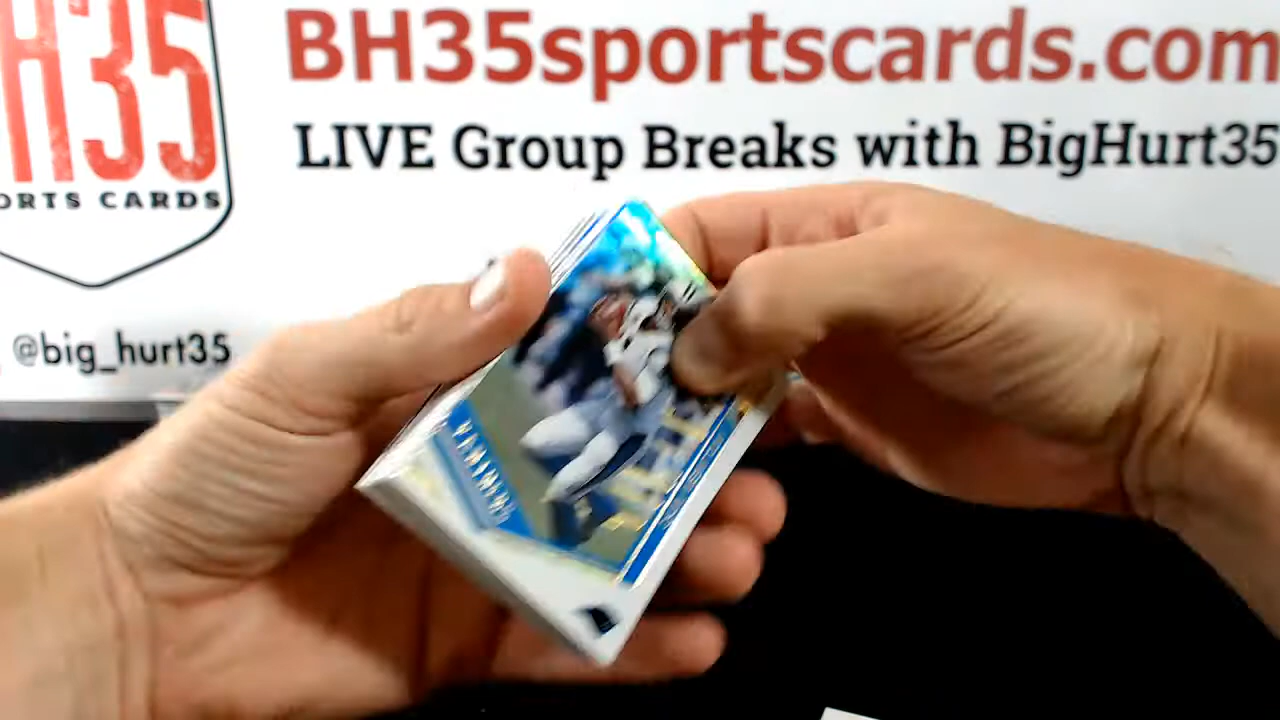 BH35sportscards.com
LIVE Group Breaks with BigHurt35
H35
ORTS CARDS
@big_hurt35